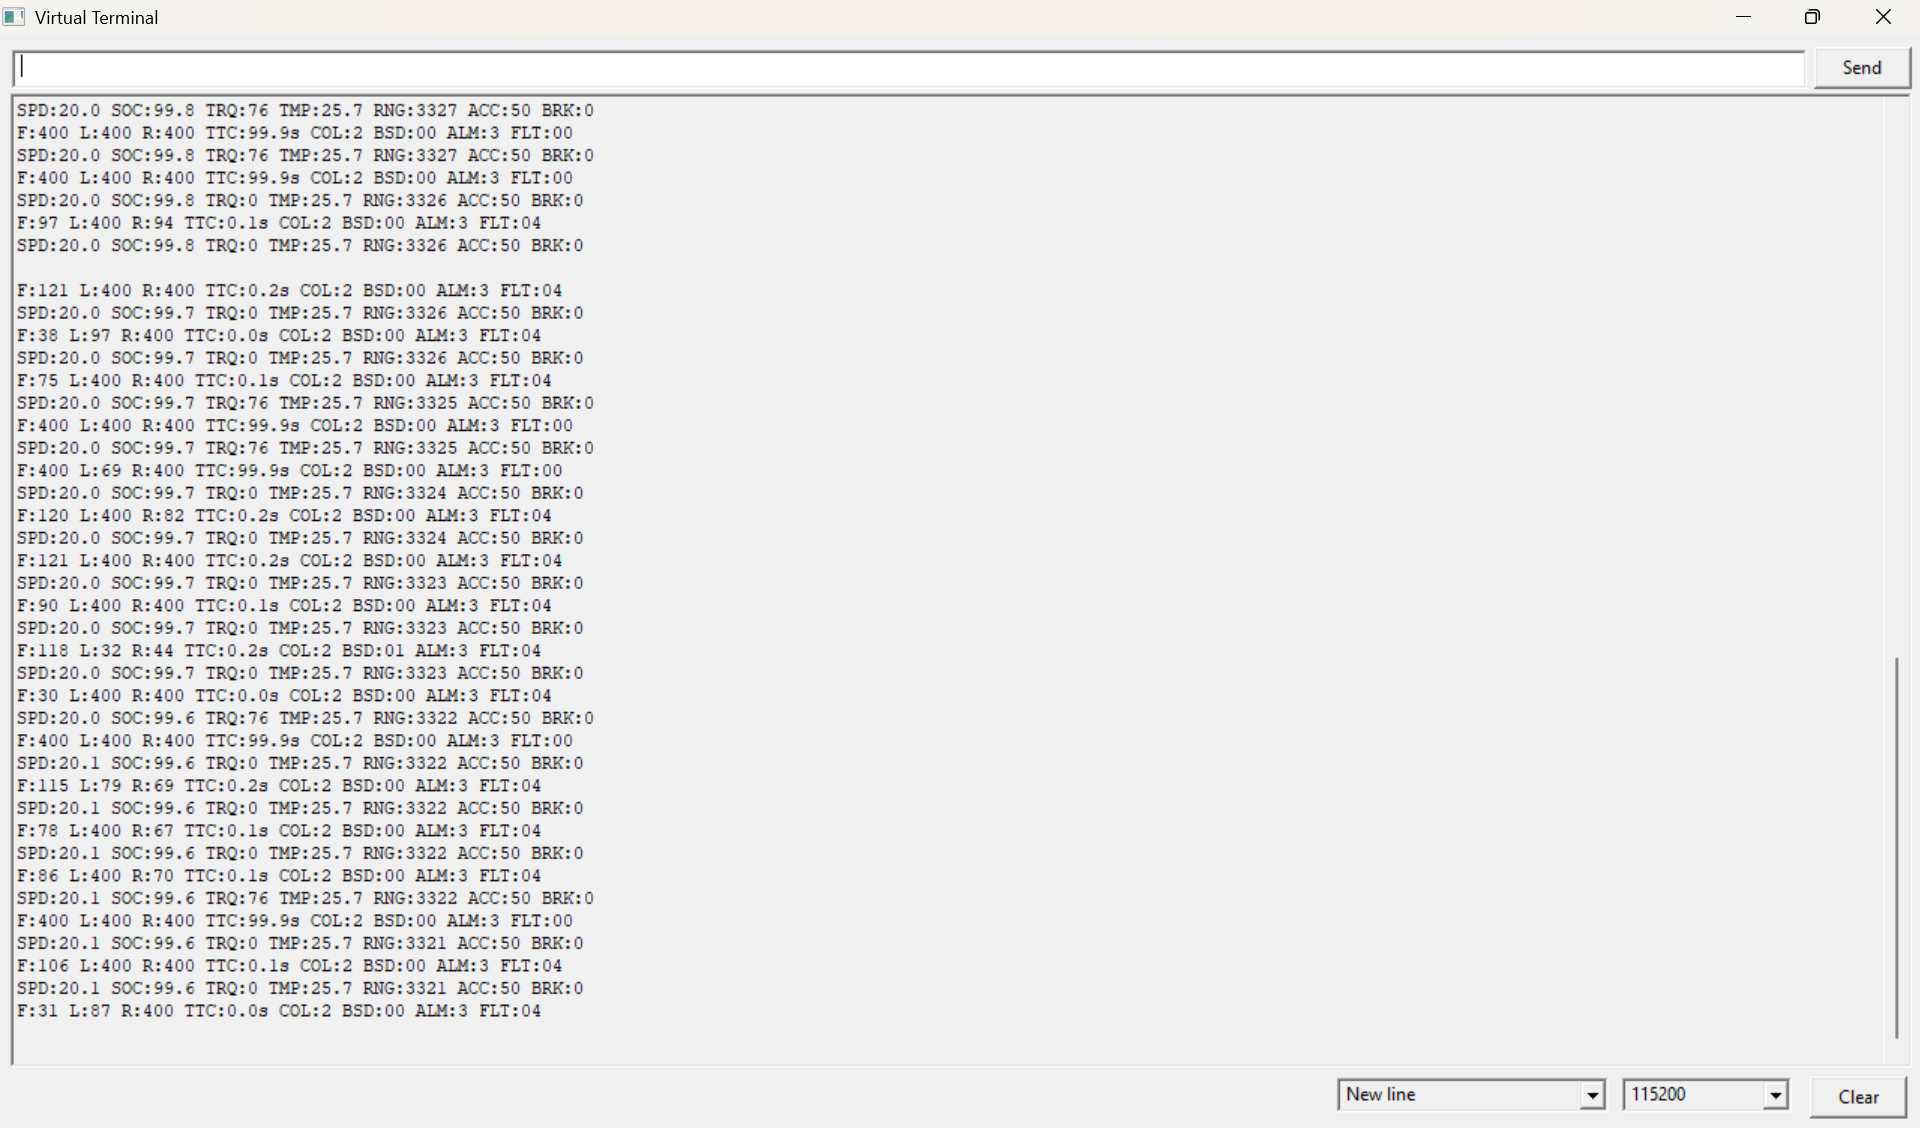 Virtual Terminal
Send
SPD:20.0 SOC:99.8 TRQ:76 TMP:25.7 RNG:3327 ACC:50 BRK:0
F:400 L:400 R:400 TTC:99.9s COL:2 BSD:00 ALM:3 FLT:00
SPD:20.0 SOC:99.8 TRQ:76 TMP:25.7 RNG:3327 ACC:50 BRK:0
F:400 L:400 R:400 TTC:99.9s COL:2 BSD:00 ALM:3 FLT:00
SPD:20.0 SOC:99.8 TRQ:0 TMP:25.7 RNG:3326 ACC:50 BRK:0
F:97 L:400 R:94 TTC:0.1s COL:2 BSD:00 ALM:3 FLT:04
SPD:20.0 SOC:99.8 TRQ:0 TMP:25.7 RNG:3326 ACC:50 BRK:0
F:121 L:400 R:400 TTC:0.2s COL:2 BSD:00 ALM:3 FLT:04
SPD:20.0 SOC:99.7 TRQ:0 TMP:25.7 RNG:3326 ACC:50 BRK:0
F:38 L:97 R:400 TTC:0.0s COL:2 BSD:00 ALM:3 FLT:04
SPD:20.0 SOC:99.7 TRQ:0 TMP:25.7 RNG:3326 ACC:50 BRK:0
F:75 L:400 R:400 TTC:0.1s COL:2 BSD:00 ALM:3 FLT:04
SPD:20.0 SOC:99.7 TRQ:76 TMP:25.7 RNG:3325 ACC:50 BRK:0
F:400 L:400 R:400 TTC:99.9s COL:2 BSD:00 ALM:3 FLT:00
SPD:20.0 SOC:99.7 TRQ:76 TMP:25.7 RNG:3325 ACC:50 BRK:0
F:400 L:69 R:400 TTC:99.9s COL:2 BSD:00 ALM:3 FLT:00
SPD:20.0 SOC:99.7 TRQ:0 TMP:25.7 RNG:3324 ACC:50 BRK:0
F:120 L:400 R:82 TTC:0.2s COL:2 BSD:00 ALM:3 FLT:04
SPD:20.0 SOC:99.7 TRQ:0 TMP:25.7 RNG:3324 ACC:50 BRK:0
F:121 L:400 R:400 TTC:0.2s COL:2 BSD:00 ALM:3 FLT:04
SPD:20.0 SOC:99.7 TRQ:0 TMP:25.7 RNG:3323 ACC:50 BRK:0
F:90 L:400 R:400 TTC:0.1s COL:2 BSD:00 ALM:3 FLT:04
SPD:20.0 SOC:99.7 TRQ:0 TMP:25.7 RNG:3323 ACC:50 BRK:0
F:118 L:32 R:44 TTC:0.2s COL:2 BSD:01 ALM:3 FLT:04
SPD:20.0 SOC:99.7 TRQ:0 TMP:25.7 RNG:3323 ACC:50 BRK:0
F:30 L:400 R:400 TTC:0.0s COL:2 BSD:00 ALM:3 FLT:04
SPD:20.0 SOC:99.6 TRQ:76 TMP:25.7 RNG:3322 ACC:50 BRK:0
F:400 L:400 R:400 TTC:99.9s COL:2 BSD:00 ALM:3 FLT:00
SPD:20.1 SOC:99.6 TRQ:0 TMP:25.7 RNG:3322 ACC:50 BRK:0
F:115 L:79 R:69 TTC:0.2s COL:2 BSD:00 ALM:3 FLT:04
SPD:20.1 SOC:99.6 TRQ:0 TMP:25.7 RNG:3322 ACC:50 BRK:0
F:78 L:400 R:67 TTC:0.1s COL:2 BSD:00 ALM:3 FLT:04
SPD:20.1 SOC:99.6 TRQ:0 TMP:25.7 RNG:3322 ACC:50 BRK:0
F:86 L:400 R:70 TTC:0.1s COL:2 BSD:00 ALM:3 FLT:04
SPD:20.1 SOC:99.6 TRQ:76 TMP:25.7 RNG:3322 ACC:50 BRK:0
F:400 L:400 R:400 TTC:99.9s COL:2 BSD:00 ALM:3 FLT:00
SPD:20.1 SOC:99.6 TRQ:0 TMP:25.7 RNG:3321 ACC:50 BRK:0
F:106 L:400 R:400 TTC:0.1s COL:2 BSD:00 ALM:3 FLT:04
SPD:20.1 SOC:99.6 TRQ:0 TMP:25.7 RNG:3321 ACC:50 BRK:0
F:31 L:87 R:400 TTC:0.0s COL:2 BSD:00 ALM:3 FLT:04
New line
115200
Clear